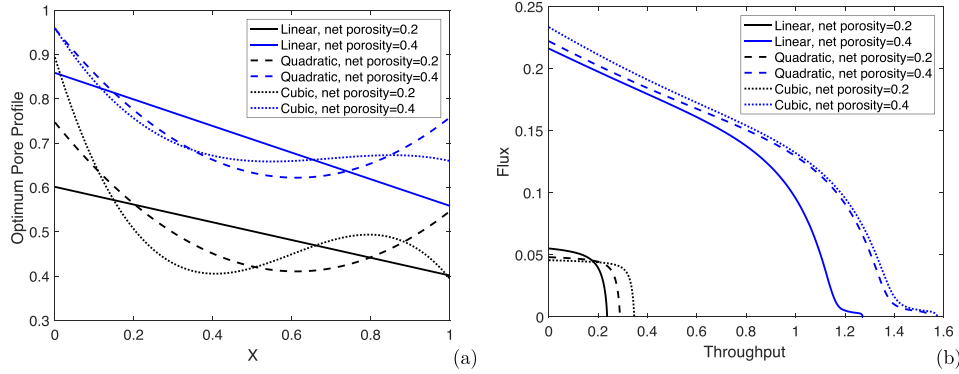 1
0.9
0.8
0.7
0.6
0.5
0.4
0.3
Optimum Pore Profile
Linear, net porosity=0.2
Linear, net porosity=0.4
Quadratic, net porosity=0.2
Quadratic, net porosity=0.4
Cubic, net porosity=0.2
Cubic, net porosity=0.4
0 0.2 0.4 0.6 0.8 1
X
(a)
0.25
0.2
0.15
0.1
0.05
0
Flux
Linear, net porosity=0.2
Linear, net porosity=0.4
Quadratic, net porosity=0.2
Quadratic, net porosity=0.4
Cubic, net porosity=0.2
Cubic, net porosity=0.4
0 0.2 0.4 0.6 0.8 1 1.2 1.4 1.6
Throughput
(b)